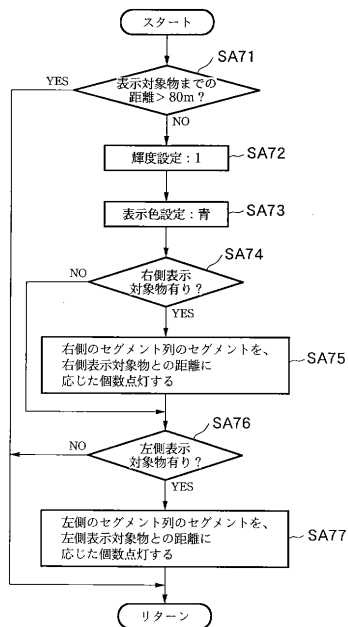 スタート
SA71
YES
表示対象物までの
距離＞80m？
NO
輝度設定：1
SA72
表示色設定：青
SA73
SA74
NO
右側表示
対象物有り？
YES
右側のセグメント列のセグメントを、
右側表示対象物との距離に
応じた個数点灯する
SA75
SA76
NO
左側表示
対象物有り？
YES
左側のセグメント列のセグメントを、
左側表示対象物との距離に
応じた個数点灯する
SA77
リターン